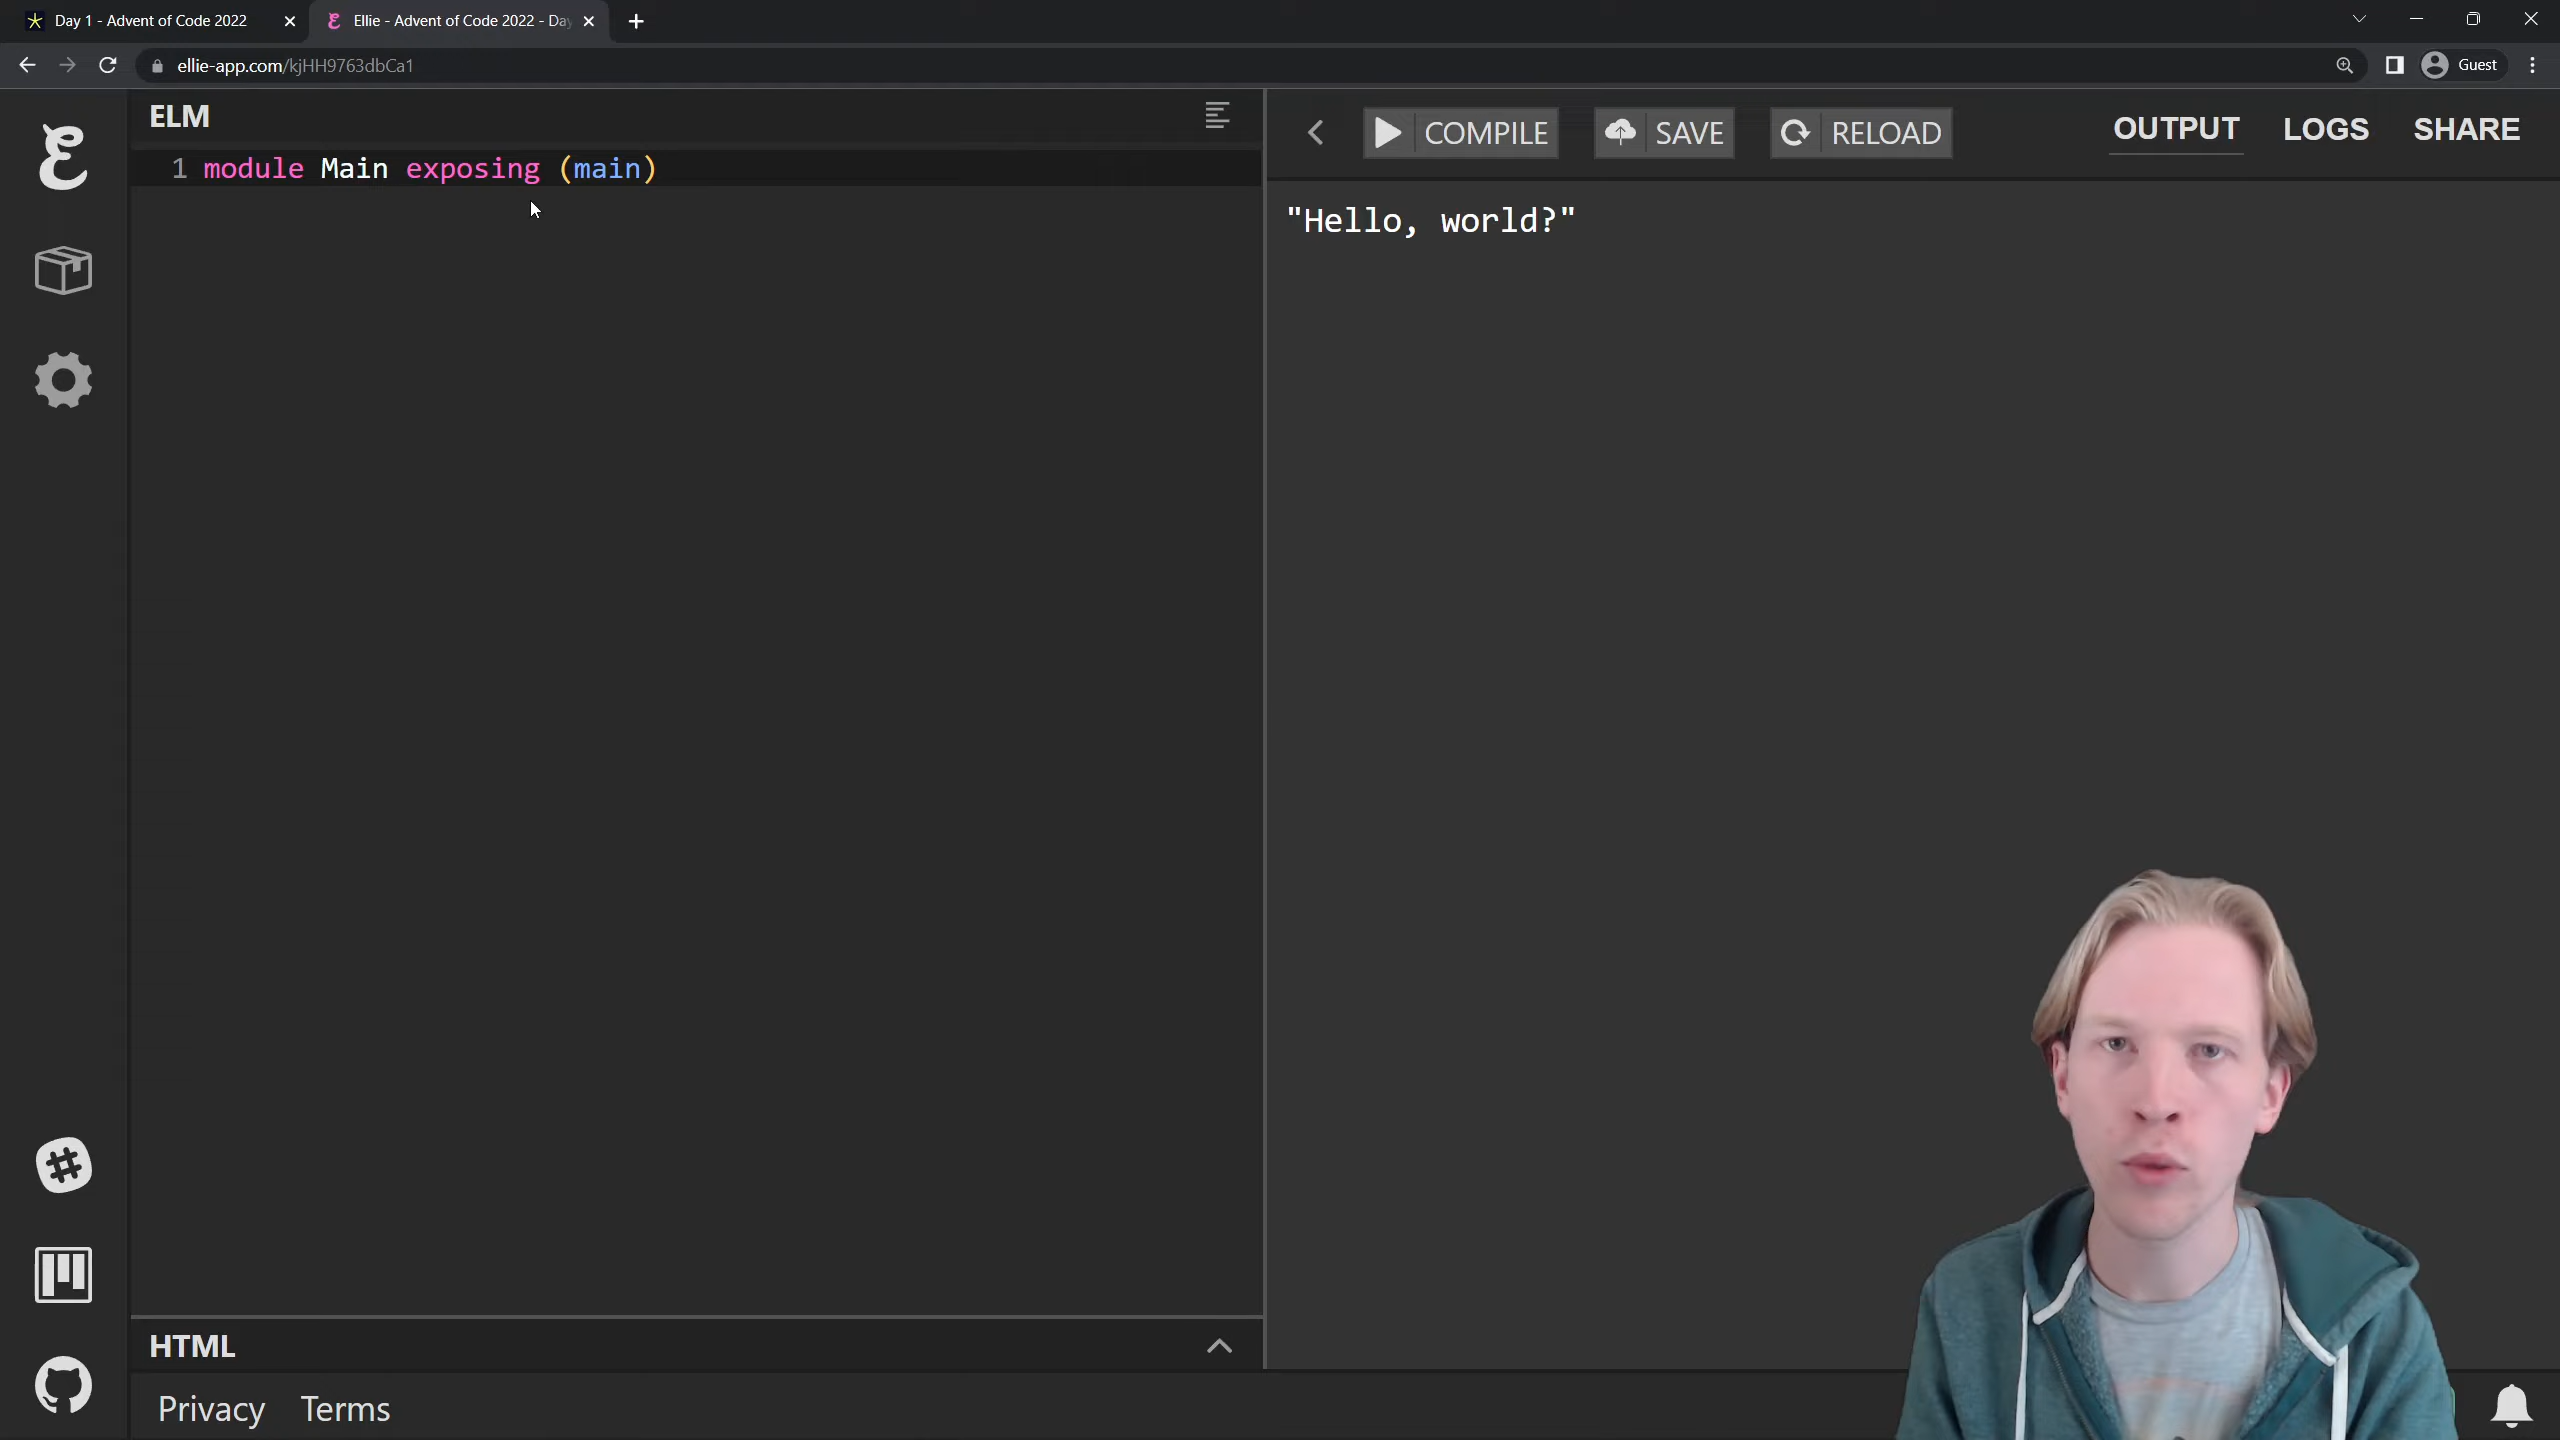 Day 1 - Advent of Code 2022
Ellie - Advent of Code 2022 - Da
ellie-app.com/kjHH9763dbCa1
Guest
ELM
COMPILE
SAVE
RELOAD
OUTPUT
LOGS
SHARE
1 module Main exposing (main)
"Hello, world?"
HTML
Privacy
Terms